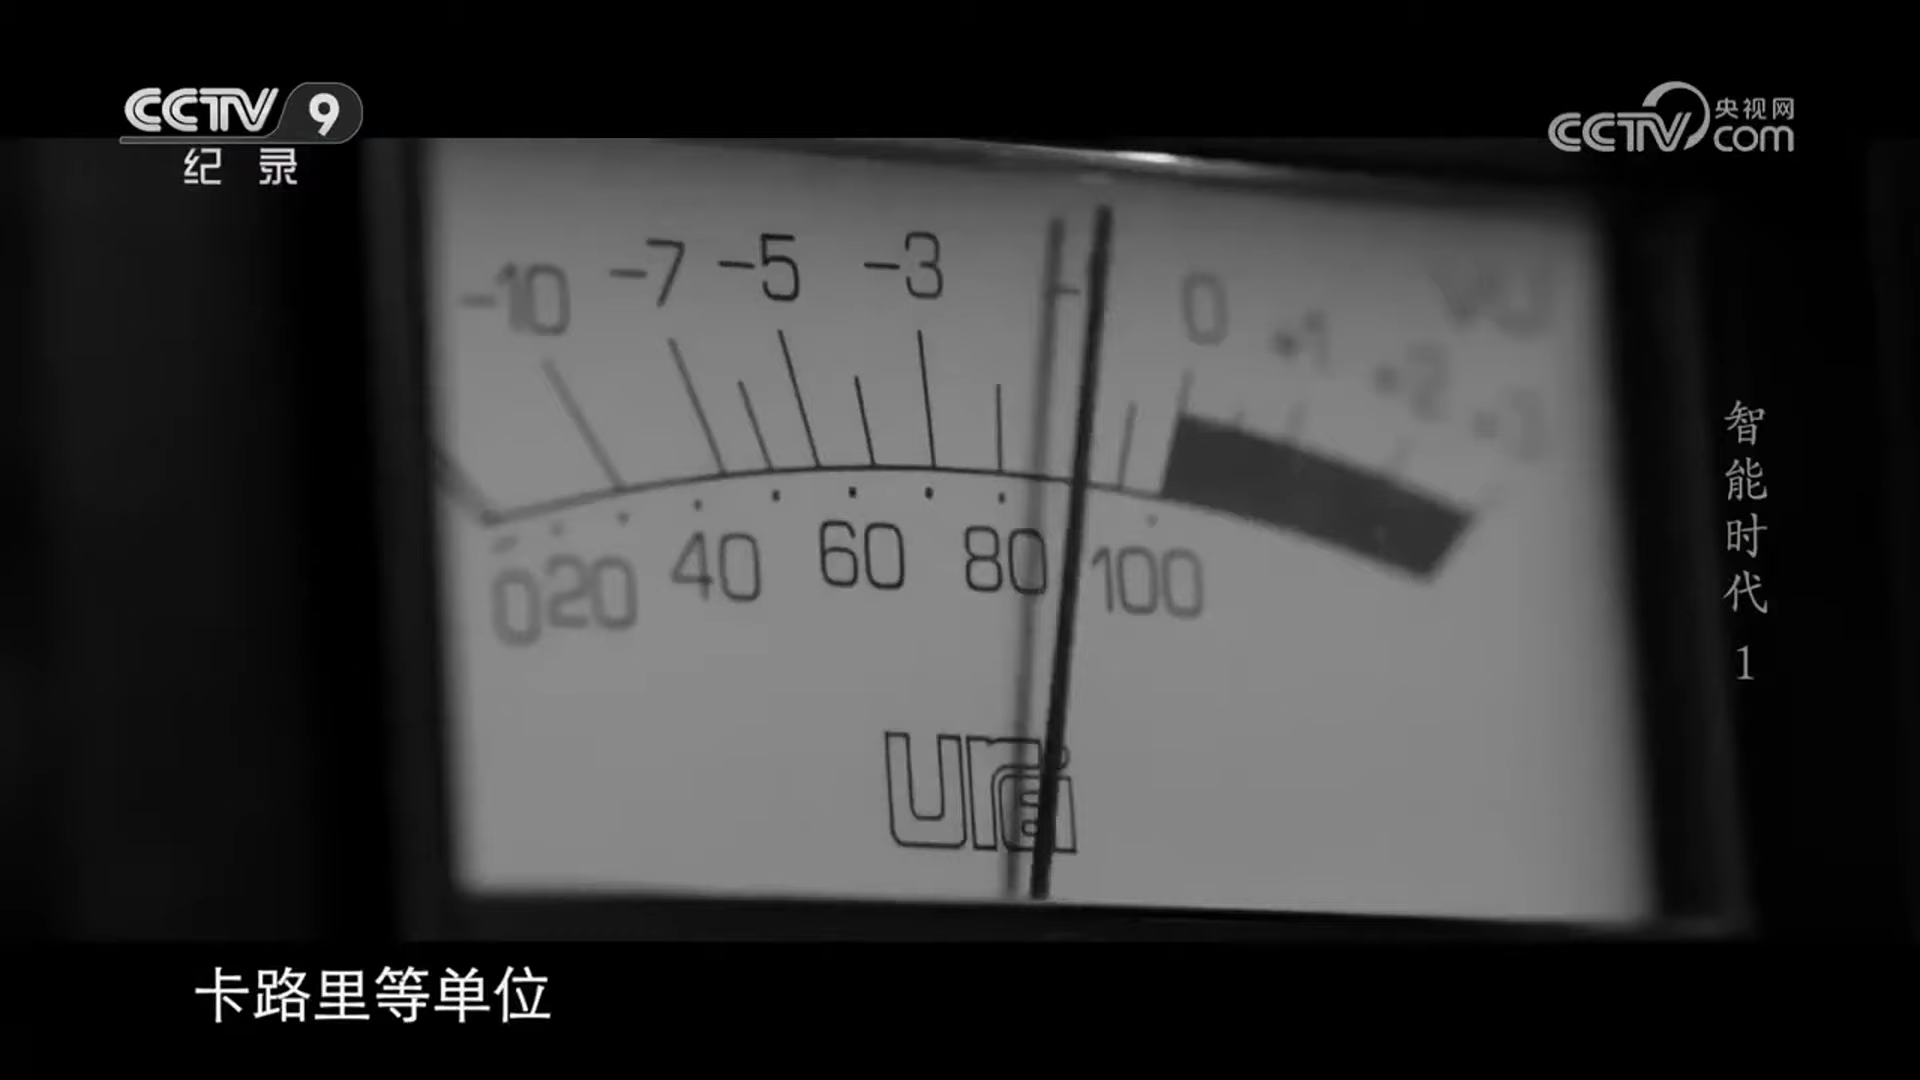 CCTV 9
纪录
央视网
CCTV com
-10 -7 -5 -3 0 +1 +2 +3 VU
0 20 40 60 80 100
urei
智能时代 1
卡路里等单位